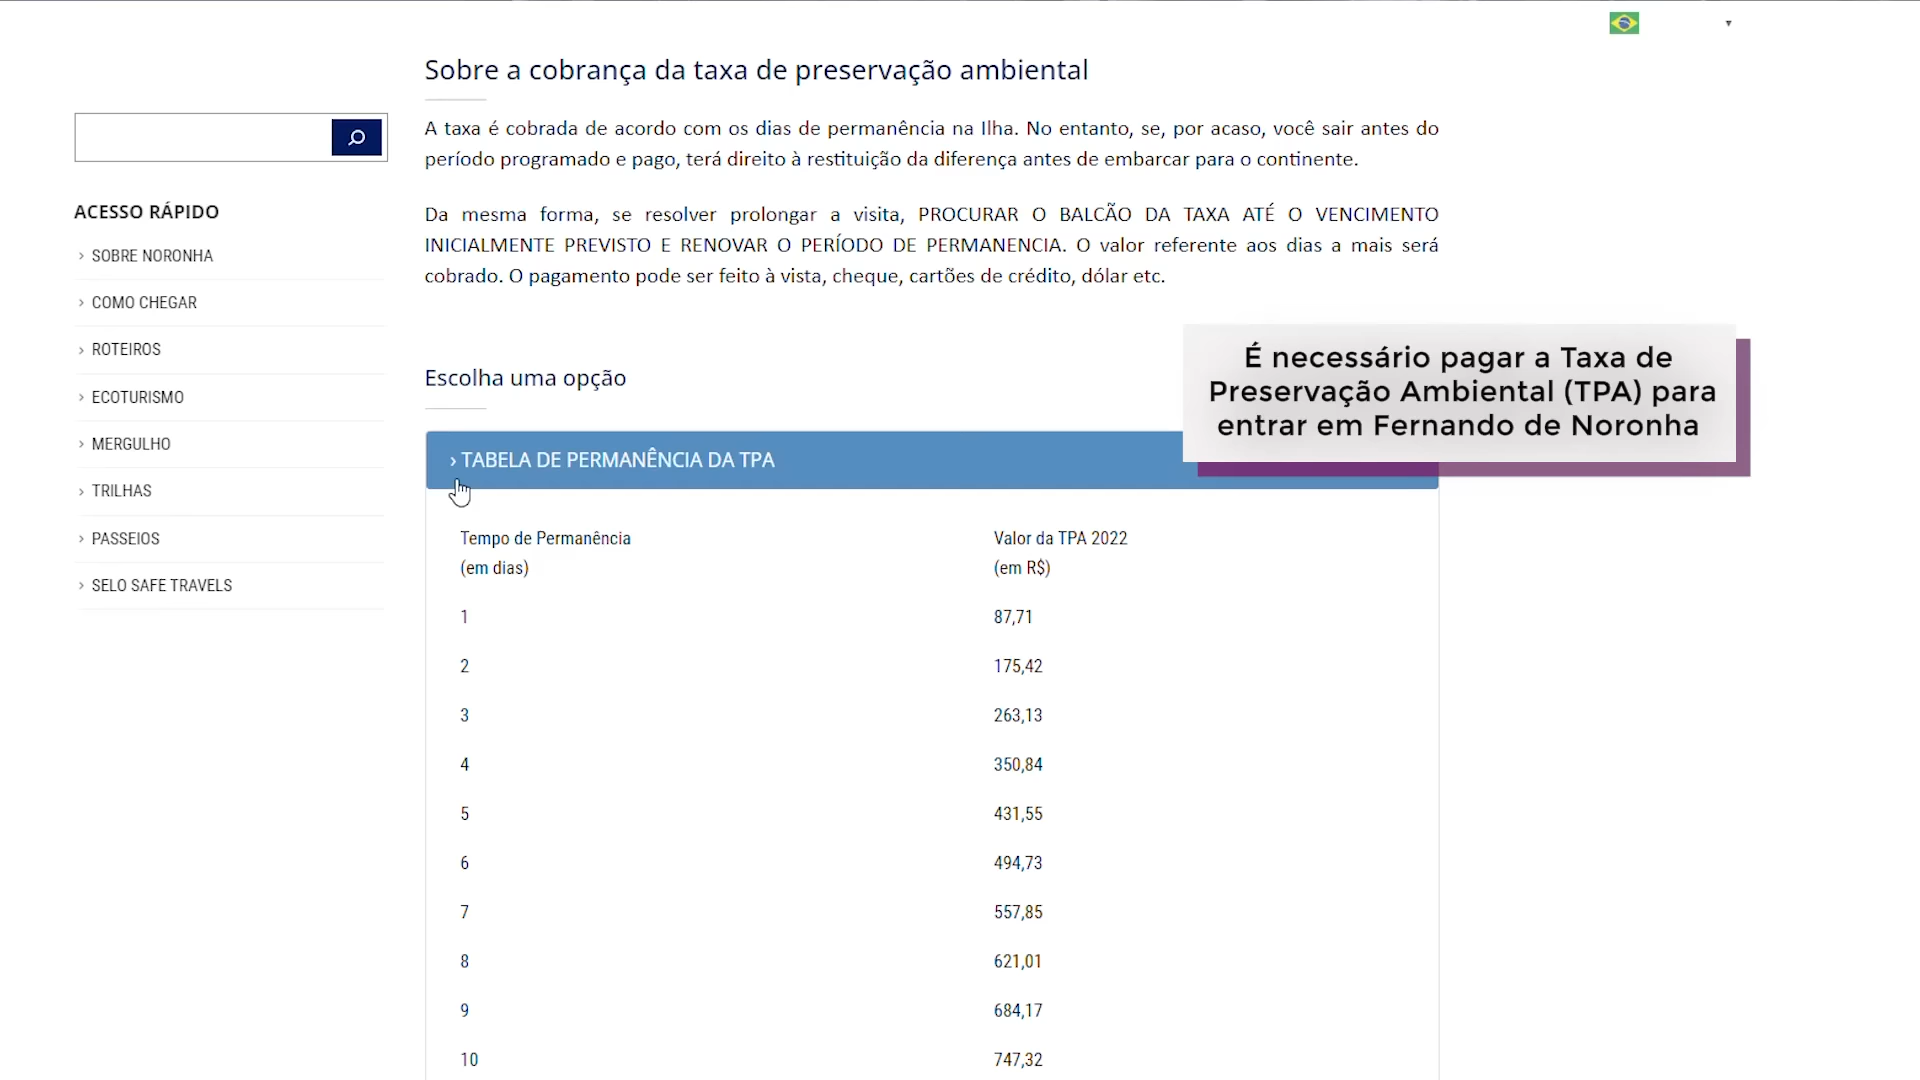 Sobre a cobrança da taxa de preservação ambiental
A taxa é cobrada de acordo com os dias de permanência na Ilha. No entanto, se, por acaso, você sair antes do
período programado e pago, terá direito à restituição da diferença antes de embarcar para o continente.
Da mesma forma, se resolver prolongar a visita, PROCURAR O BALCÃO DA TAXA ATÉ O VENCIMENTO
INICIALMENTE PREVISTO E RENOVAR O PERÍODO DE PERMANENCIA. O valor referente aos dias a mais será
cobrado. O pagamento pode ser feito à vista, cheque, cartões de crédito, dólar etc.
ACESSO RÁPIDO
› SOBRE NORONHA
› COMO CHEGAR
› ROTEIROS
› ECOTURISMO
› MERGULHO
› TRILHAS
› PASSEIOS
› SELO SAFE TRAVELS
É necessário pagar a Taxa de
Preservação Ambiental (TPA) para
entrar em Fernando de Noronha
Escolha uma opção
› TABELA DE PERMANÊNCIA DA TPA
Tempo de Permanência Valor da TPA 2022
(em dias) (em R$)
1 87,71
2 175,42
3 263,13
4 350,84
5 431,55
6 494,73
7 557,85
8 621,01
9 684,17
10 747,32